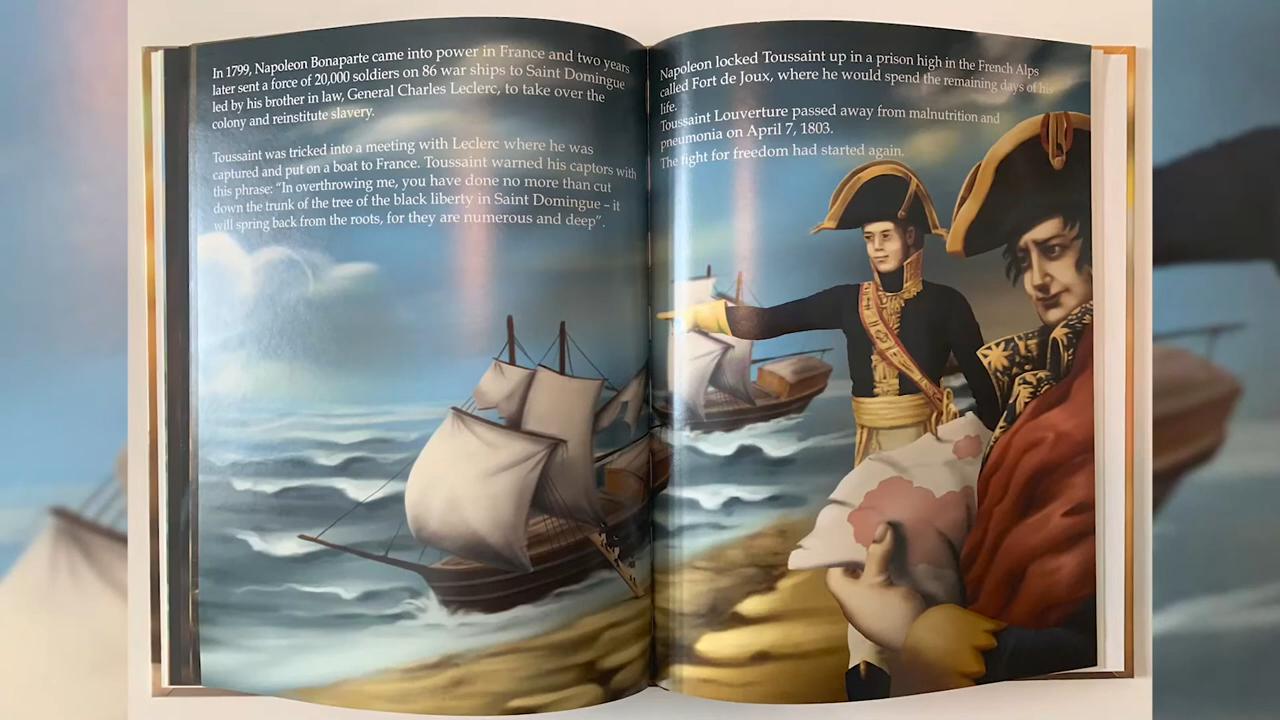 In 1799, Napoleon Bonaparte came into power in France and two years
later sent a force of 20,000 soldiers on 86 war ships to Saint Domingue
led by his brother in law, General Charles Leclerc, to take over the
colony and reinstitute slavery.
Toussaint was tricked into a meeting with Leclerc where he was
captured and put on a boat to France. Toussaint warned his captors with
this phrase: “In overthrowing me, you have done no more than cut
down the trunk of the tree of the black liberty in Saint Domingue – it
will spring back from the roots, for they are numerous and deep”.
Napoleon locked Toussaint up in a prison high in the French Alps
called Fort de Joux, where he would spend the remaining days of his
life.
Toussaint Louverture passed away from malnutrition and
pneumonia on April 7, 1803.
The fight for freedom had started again.